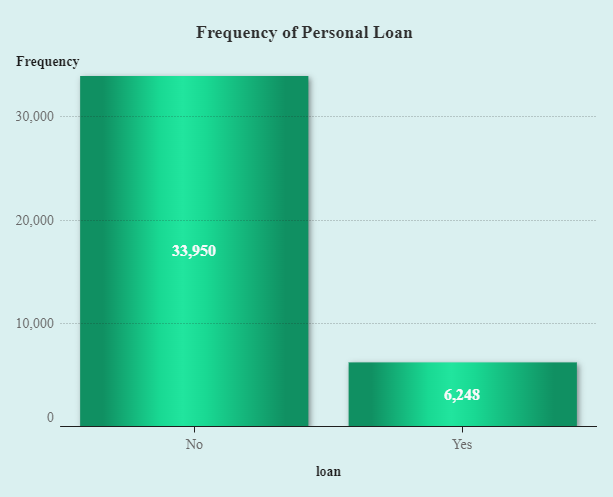 Frequency of Personal Loan
Frequency
30,000
20,000
33,950
10,000
6,248
0
No
Yes
loan